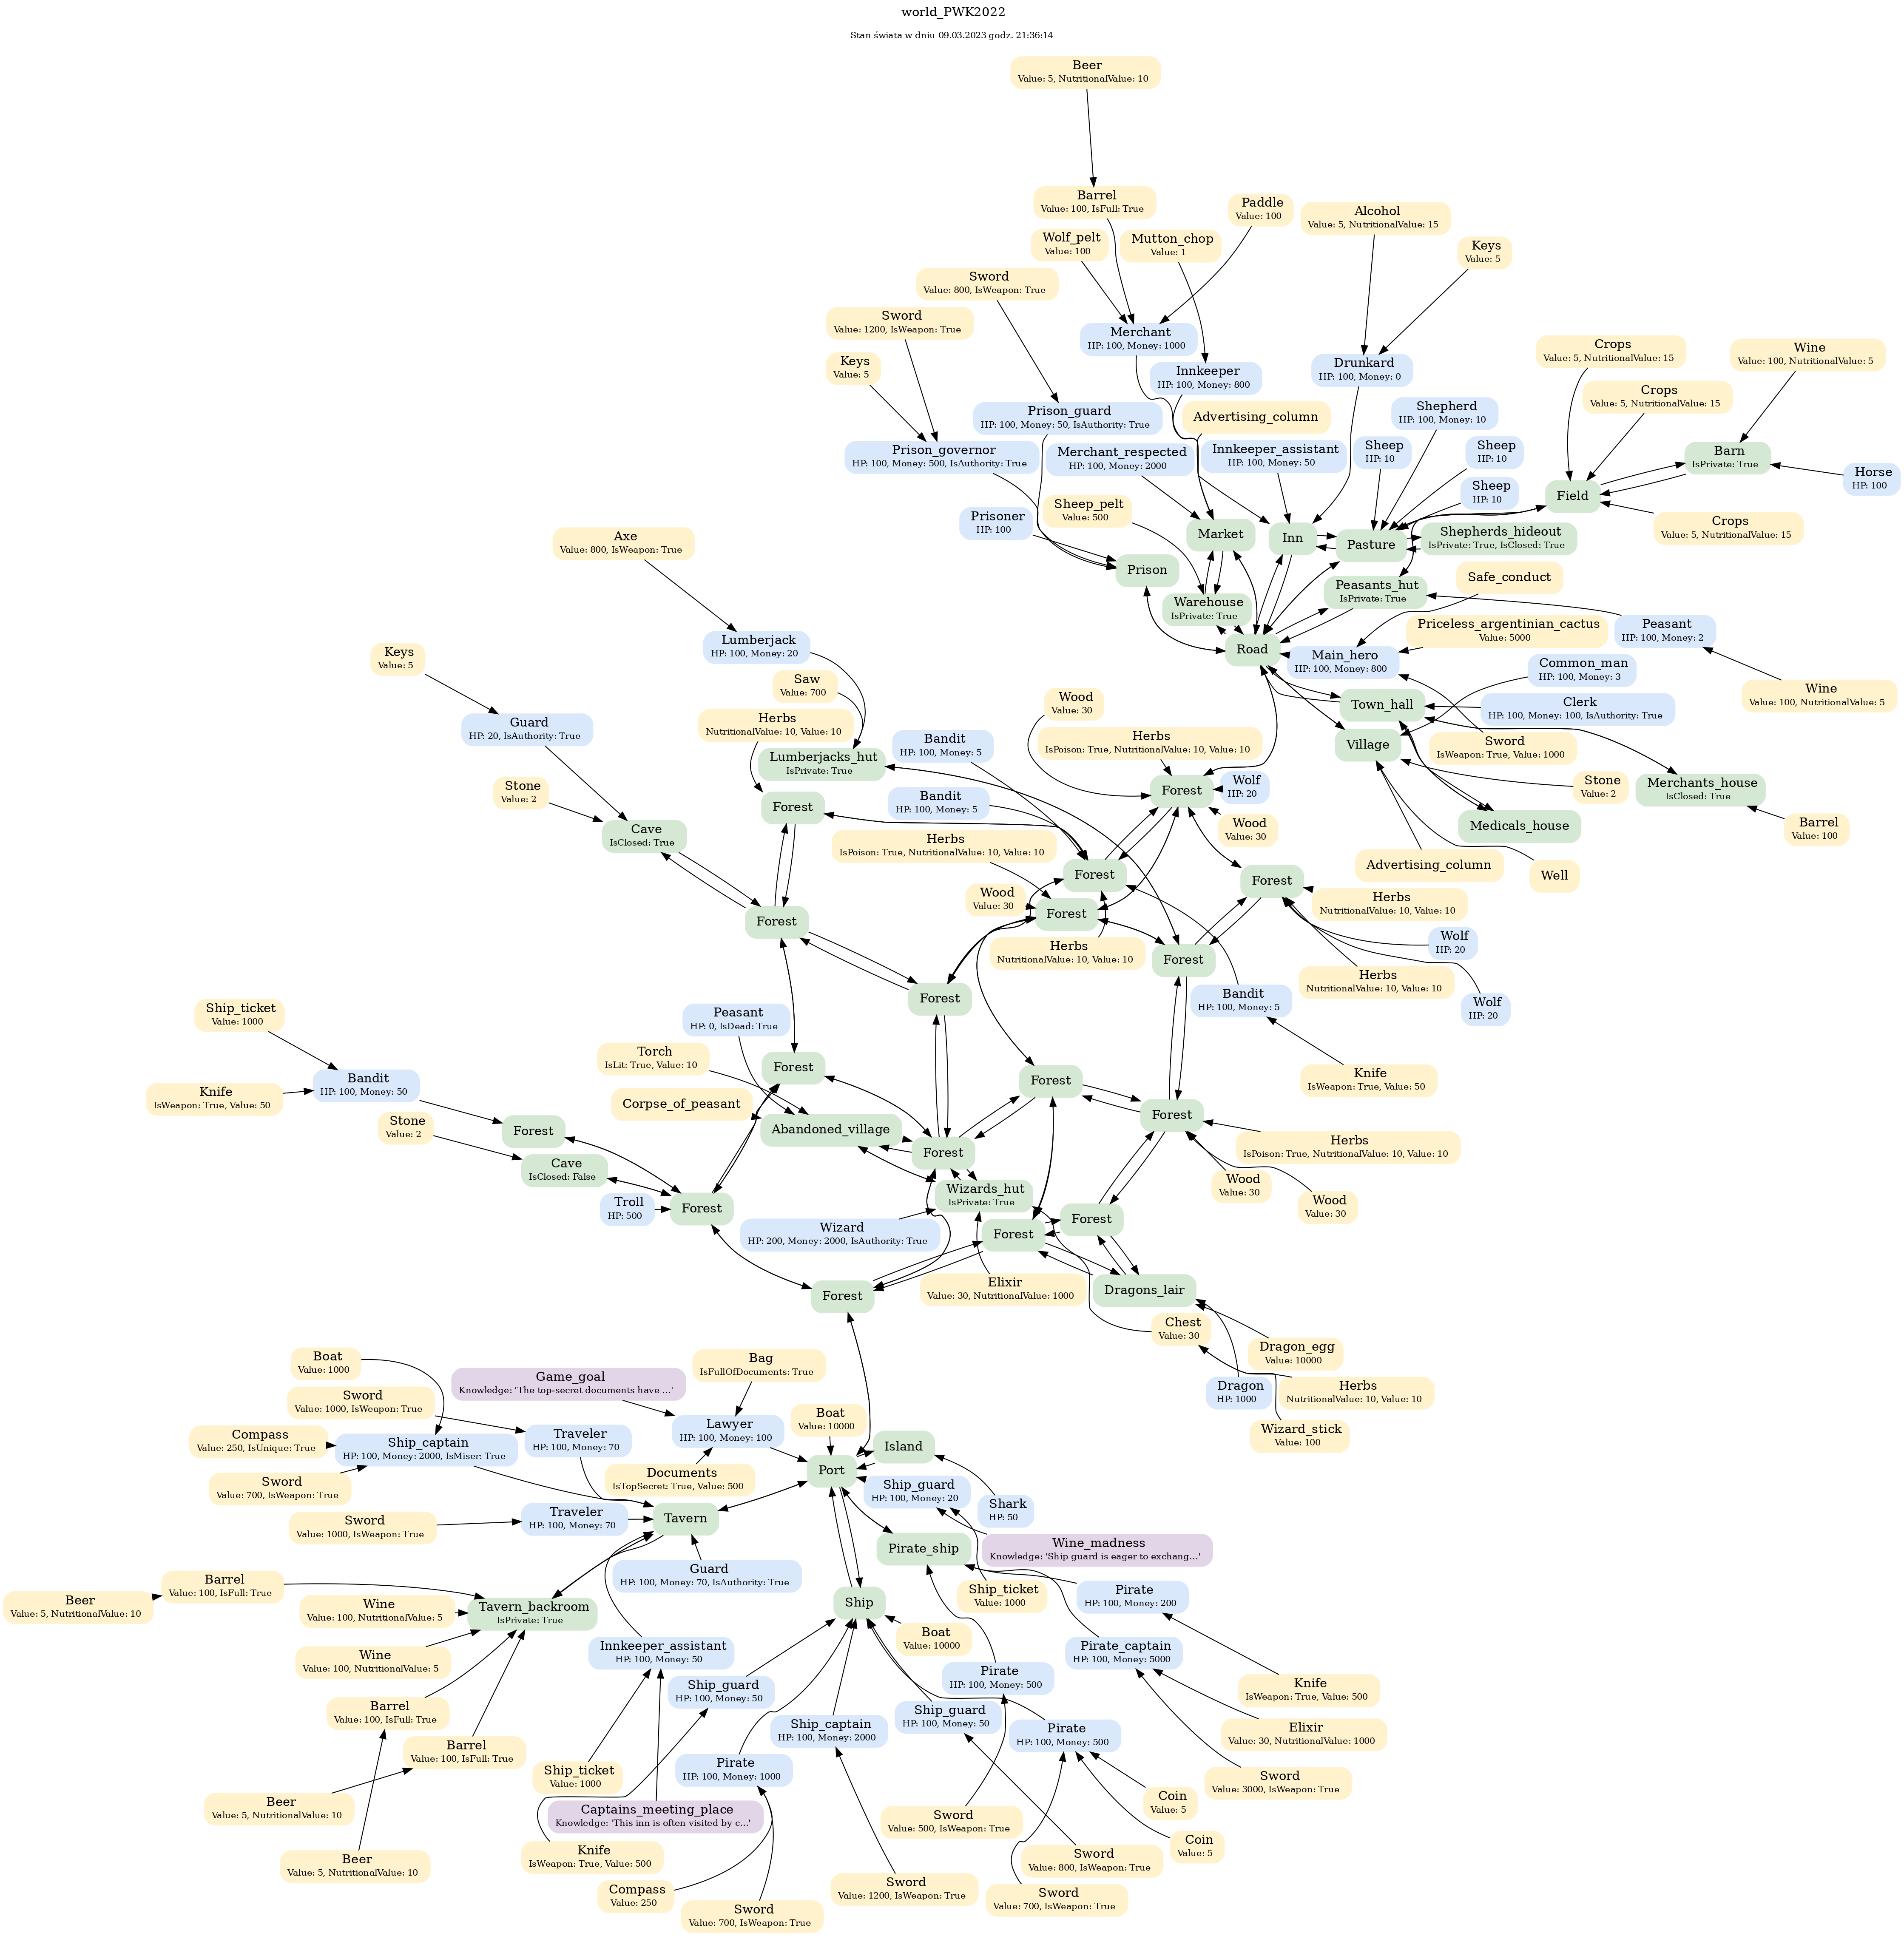 world_PWK2022
Stan świata w dniu 09.03.2023 godz. 21:36:14
Beer
Value: 5, NutritionalValue: 10
Barrel
Value: 100, IsFull: True
Paddle
Value: 100
Alcohol
Value: 5, NutritionalValue: 15
Wolf_pelt
Value: 100
Mutton_chop
Value: 1
Keys
Value: 5
Sword
Value: 800, IsWeapon: True
Sword
Value: 1200, IsWeapon: True
Merchant
HP: 100, Money: 1000
Keys
Value: 5
Innkeeper
HP: 100, Money: 800
Drunkard
HP: 100, Money: 0
Crops
Value: 5, NutritionalValue: 15
Wine
Value: 100, NutritionalValue: 5
Crops
Value: 5, NutritionalValue: 15
Prison_guard
HP: 100, Money: 50, IsAuthority: True
Advertising_column
Shepherd
HP: 100, Money: 10
Prison_governor
HP: 100, Money: 500, IsAuthority: True
Merchant_respected
HP: 100, Money: 2000
Innkeeper_assistant
HP: 100, Money: 50
Sheep
HP: 10
Sheep
HP: 10
Barn
IsPrivate: True
Horse
HP: 100
Sheep
HP: 10
Field
Sheep_pelt
Value: 500
Prisoner
HP: 100
Market
Inn
Pasture
Shepherds_hideout
IsPrivate: True, IsClosed: True
Crops
Value: 5, NutritionalValue: 15
Axe
Value: 800, IsWeapon: True
Prison
Safe_conduct
Peasants_hut
IsPrivate: True
Warehouse
IsPrivate: True
Priceless_argentinian_cactus
Value: 5000
Peasant
HP: 100, Money: 2
Lumberjack
HP: 100, Money: 20
Road
Main_hero
HP: 100, Money: 800
Common_man
HP: 100, Money: 3
Keys
Value: 5
Saw
Value: 700
Wood
Value: 30
Town_hall
Clerk
HP: 100, Money: 100, IsAuthority: True
Wine
Value: 100, NutritionalValue: 5
Guard
HP: 20, IsAuthority: True
Herbs
NutritionalValue: 10, Value: 10
Bandit
HP: 100, Money: 5
Herbs
IsPoison: True, NutritionalValue: 10, Value: 10
Village
Sword
IsWeapon: True, Value: 1000
Lumberjacks_hut
IsPrivate: True
Stone
Value: 2
Bandit
HP: 100, Money: 5
Forest
Wolf
HP: 20
Stone
Value: 2
Merchants_house
IsClosed: True
Forest
Cave
IsClosed: True
Herbs
IsPoison: True, NutritionalValue: 10, Value: 10
Wood
Value: 30
Medicals_house
Barrel
Value: 100
Advertising_column
Well
Forest
Forest
Wood
Value: 30
Forest
Herbs
NutritionalValue: 10, Value: 10
Forest
Herbs
NutritionalValue: 10, Value: 10
Forest
Wolf
HP: 20
Herbs
NutritionalValue: 10, Value: 10
Forest
Bandit
HP: 100, Money: 5
Wolf
HP: 20
Ship_ticket
Value: 1000
Peasant
HP: 0, IsDead: True
Torch
IsLit: True, Value: 10
Forest
Forest
Knife
IsWeapon: True, Value: 50
Bandit
HP: 100, Money: 50
Knife
IsWeapon: True, Value: 50
Corpse_of_peasant
Forest
Stone
Value: 2
Forest
Abandoned_village
Forest
Herbs
IsPoison: True, NutritionalValue: 10, Value: 10
Cave
IsClosed: False
Wizards_hut
IsPrivate: True
Wood
Value: 30
Wood
Value: 30
Troll
HP: 500
Forest
Wizard
HP: 200, Money: 2000, IsAuthority: True
Forest
Forest
Forest
Elixir
Value: 30, NutritionalValue: 1000
Dragons_lair
Chest
Value: 30
Dragon_egg
Value: 10000
Boat
Value: 1000
Game_goal
Knowledge: 'The top-secret documents have ...'
Bag
IsFullOfDocuments: True
Dragon
HP: 1000
Herbs
NutritionalValue: 10, Value: 10
Sword
Value: 1000, IsWeapon: True
Boat
Value: 10000
Wizard_stick
Value: 100
Compass
Value: 250, IsUnique: True
Ship_captain
HP: 100, Money: 2000, IsMiser: True
Traveler
HP: 100, Money: 70
Lawyer
HP: 100, Money: 100
Island
Sword
Value: 700, IsWeapon: True
Documents
IsTopSecret: True, Value: 500
Port
Ship_guard
HP: 100, Money: 20
Shark
HP: 50
Sword
Value: 1000, IsWeapon: True
Traveler
HP: 100, Money: 70
Tavern
Pirate_ship
Wine_madness
Knowledge: 'Ship guard is eager to exchang...'
Guard
HP: 100, Money: 70, IsAuthority: True
Barrel
Value: 100, IsFull: True
Ship_ticket
Value: 1000
Pirate
HP: 100, Money: 200
Beer
Value: 5, NutritionalValue: 10
Wine
Value: 100, NutritionalValue: 5
Tavern_backroom
IsPrivate: True
Ship
Boat
Value: 10000
Wine
Value: 100, NutritionalValue: 5
Innkeeper_assistant
HP: 100, Money: 50
Pirate_captain
HP: 100, Money: 5000
Ship_guard
HP: 100, Money: 50
Pirate
HP: 100, Money: 500
Knife
IsWeapon: True, Value: 500
Barrel
Value: 100, IsFull: True
Ship_captain
HP: 100, Money: 2000
Ship_guard
HP: 100, Money: 50
Pirate
HP: 100, Money: 500
Elixir
Value: 30, NutritionalValue: 1000
Barrel
Value: 100, IsFull: True
Ship_ticket
Value: 1000
Pirate
HP: 100, Money: 1000
Sword
Value: 3000, IsWeapon: True
Beer
Value: 5, NutritionalValue: 10
Captains_meeting_place
Knowledge: 'This inn is often visited by c...'
Sword
Value: 500, IsWeapon: True
Coin
Value: 5
Coin
Value: 5
Beer
Value: 5, NutritionalValue: 10
Knife
IsWeapon: True, Value: 500
Sword
Value: 800, IsWeapon: True
Compass
Value: 250
Sword
Value: 1200, IsWeapon: True
Sword
Value: 700, IsWeapon: True
Sword
Value: 700, IsWeapon: True